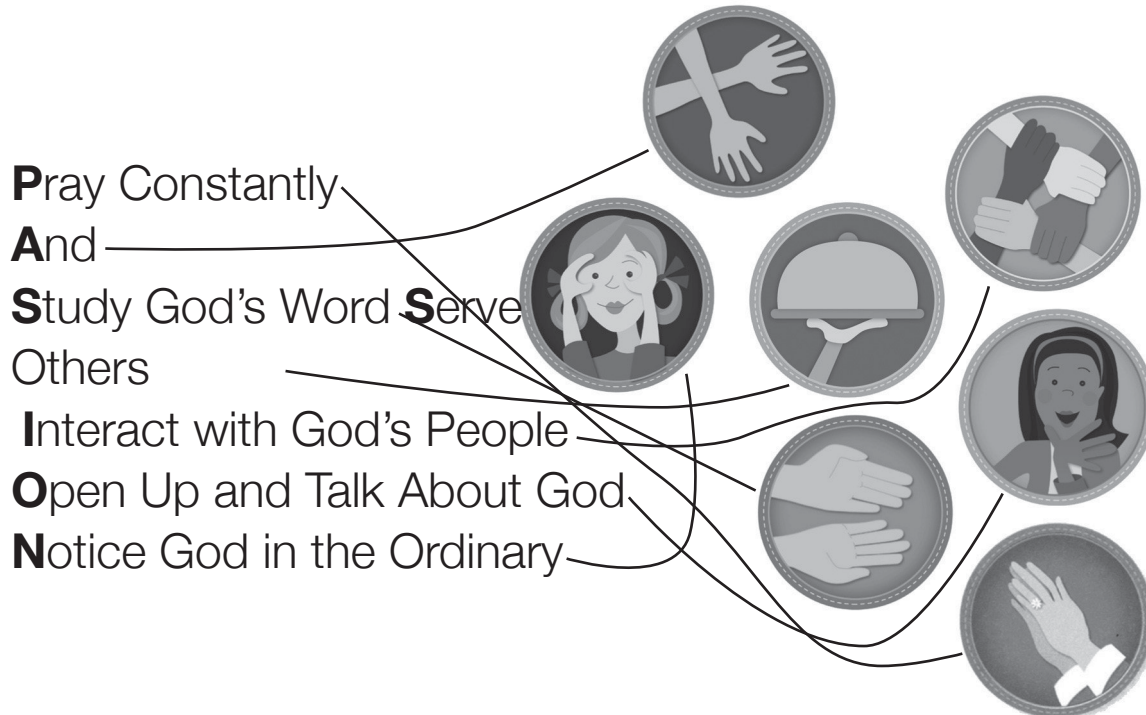 Pray Constantly
And
Study God's Word Serve
Others
Interact with God's People
Open Up and Talk About God
Notice God in the Ordinary